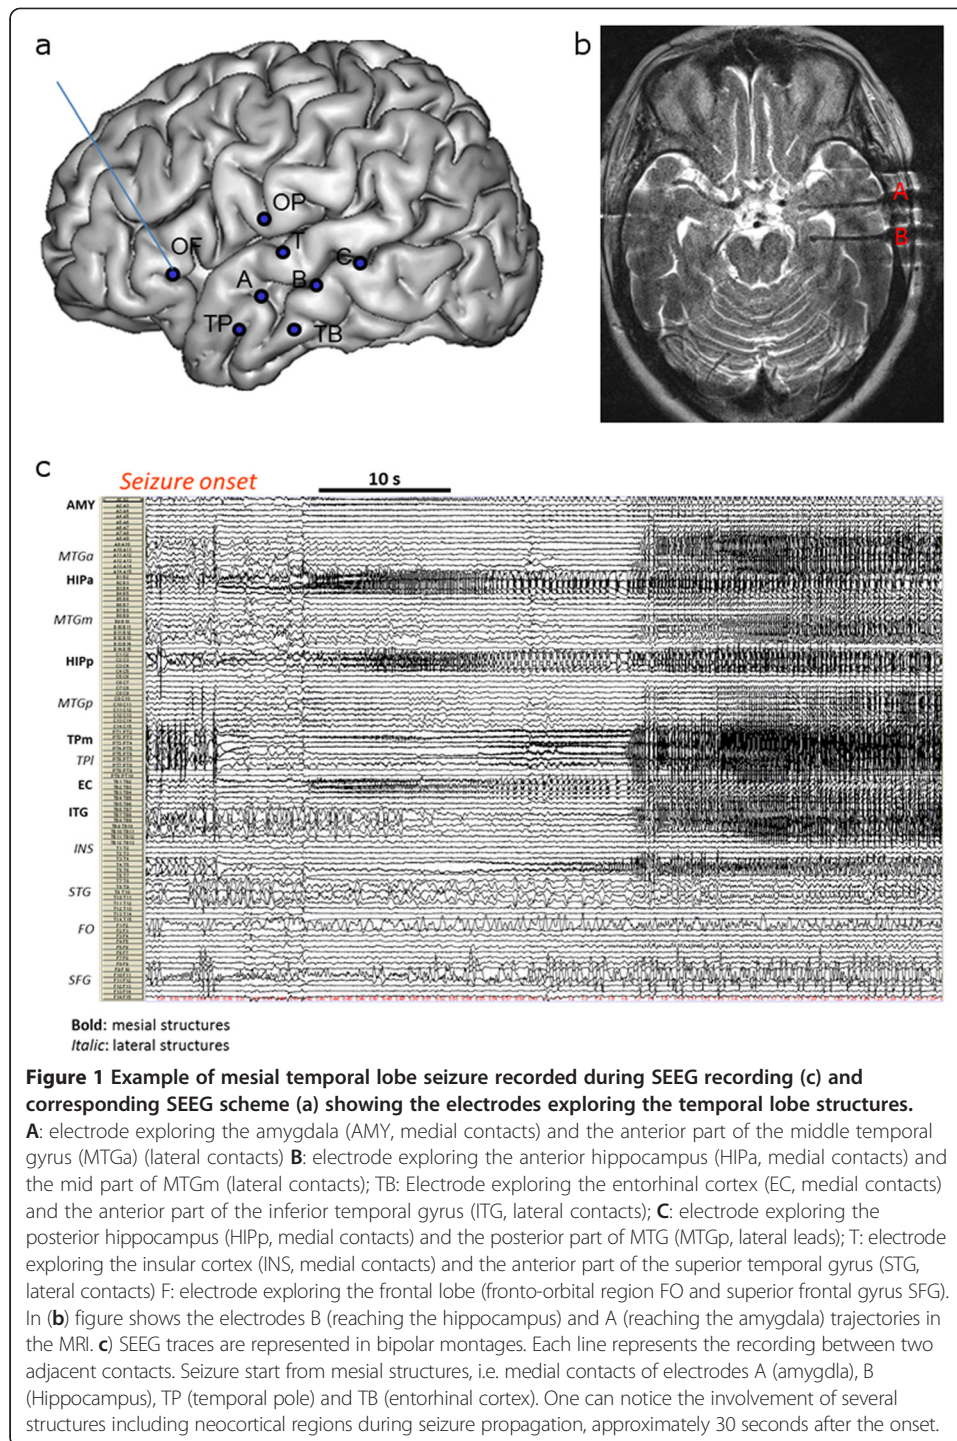 a
b
OP
OF
T
C
A
B
TP
TB
A
B
c
Seizure onset
10 s
AMY
MTGa
HIPa
MTGm
HIPp
MTGp
TPm
TPl
EC
ITG
INS
STG
FO
SFG
Bold: mesial structures
Italic: lateral structures
Figure 1 Example of mesial temporal lobe seizure recorded during SEEG recording (c) and
corresponding SEEG scheme (a) showing the electrodes exploring the temporal lobe structures.
A: electrode exploring the amygdala (AMY, medial contacts) and the anterior part of the middle temporal
gyrus (MTGa) (lateral contacts) B: electrode exploring the anterior hippocampus (HIPa, medial contacts) and
the mid part of MTGm (lateral contacts); TB: Electrode exploring the entorhinal cortex (EC, medial contacts)
and the anterior part of the inferior temporal gyrus (ITG, lateral contacts); C: electrode exploring the
posterior hippocampus (HIPp, medial contacts) and the posterior part of MTG (MTGp, lateral leads); T: electrode
exploring the insular cortex (INS, medial contacts) and the anterior part of the superior temporal gyrus (STG,
lateral contacts) F: electrode exploring the frontal lobe (fronto-orbital region FO and superior frontal gyrus SFG).
In (b) figure shows the electrodes B (reaching the hippocampus) and A (reaching the amygdala) trajectories in
the MRI. c) SEEG traces are represented in bipolar montages. Each line represents the recording between two
adjacent contacts. Seizure start from mesial structures, i.e. medial contacts of electrodes A (amygdla), B
(Hippocampus), TP (temporal pole) and TB (entorhinal cortex). One can notice the involvement of several
structures including neocortical regions during seizure propagation, approximately 30 seconds after the onset.